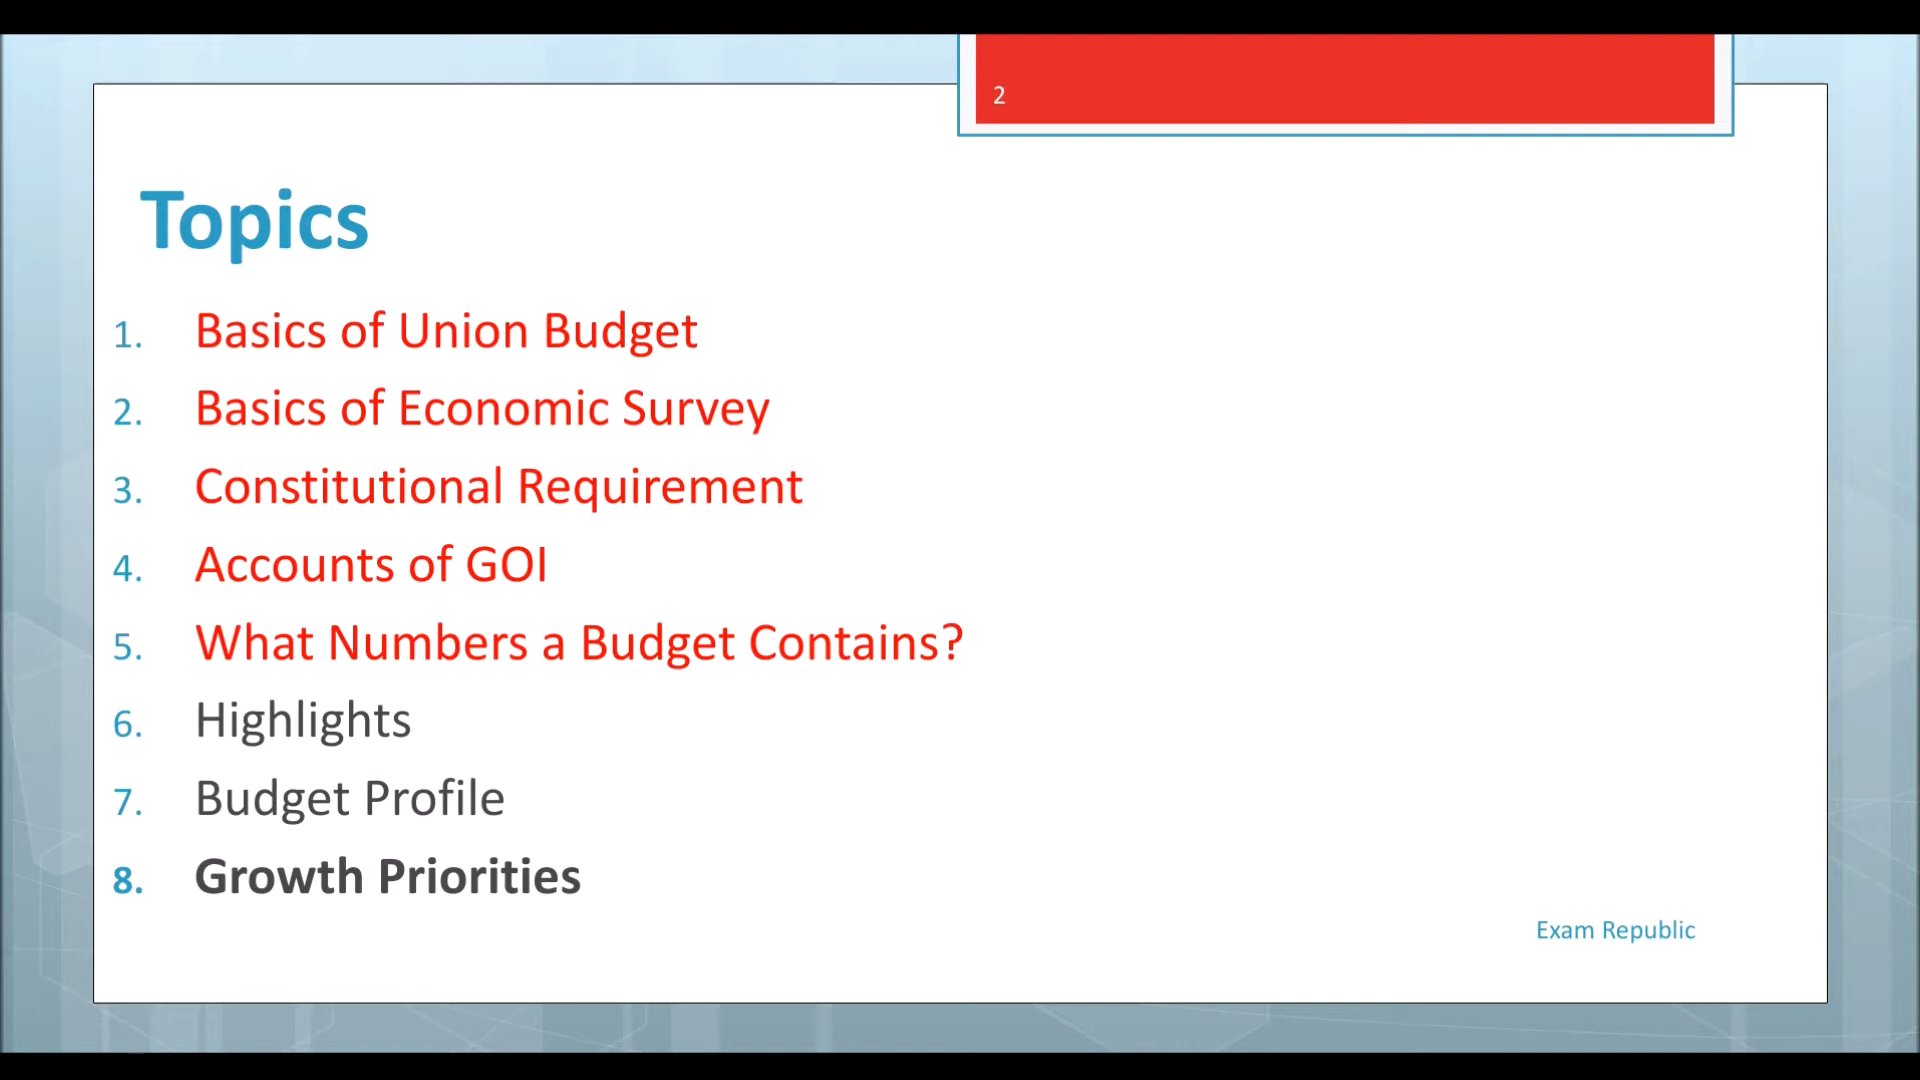 2
Topics
1. Basics of Union Budget
2. Basics of Economic Survey
3. Constitutional Requirement
4. Accounts of GOI
5. What Numbers a Budget Contains?
6. Highlights
7. Budget Profile
8. Growth Priorities
Exam Republic